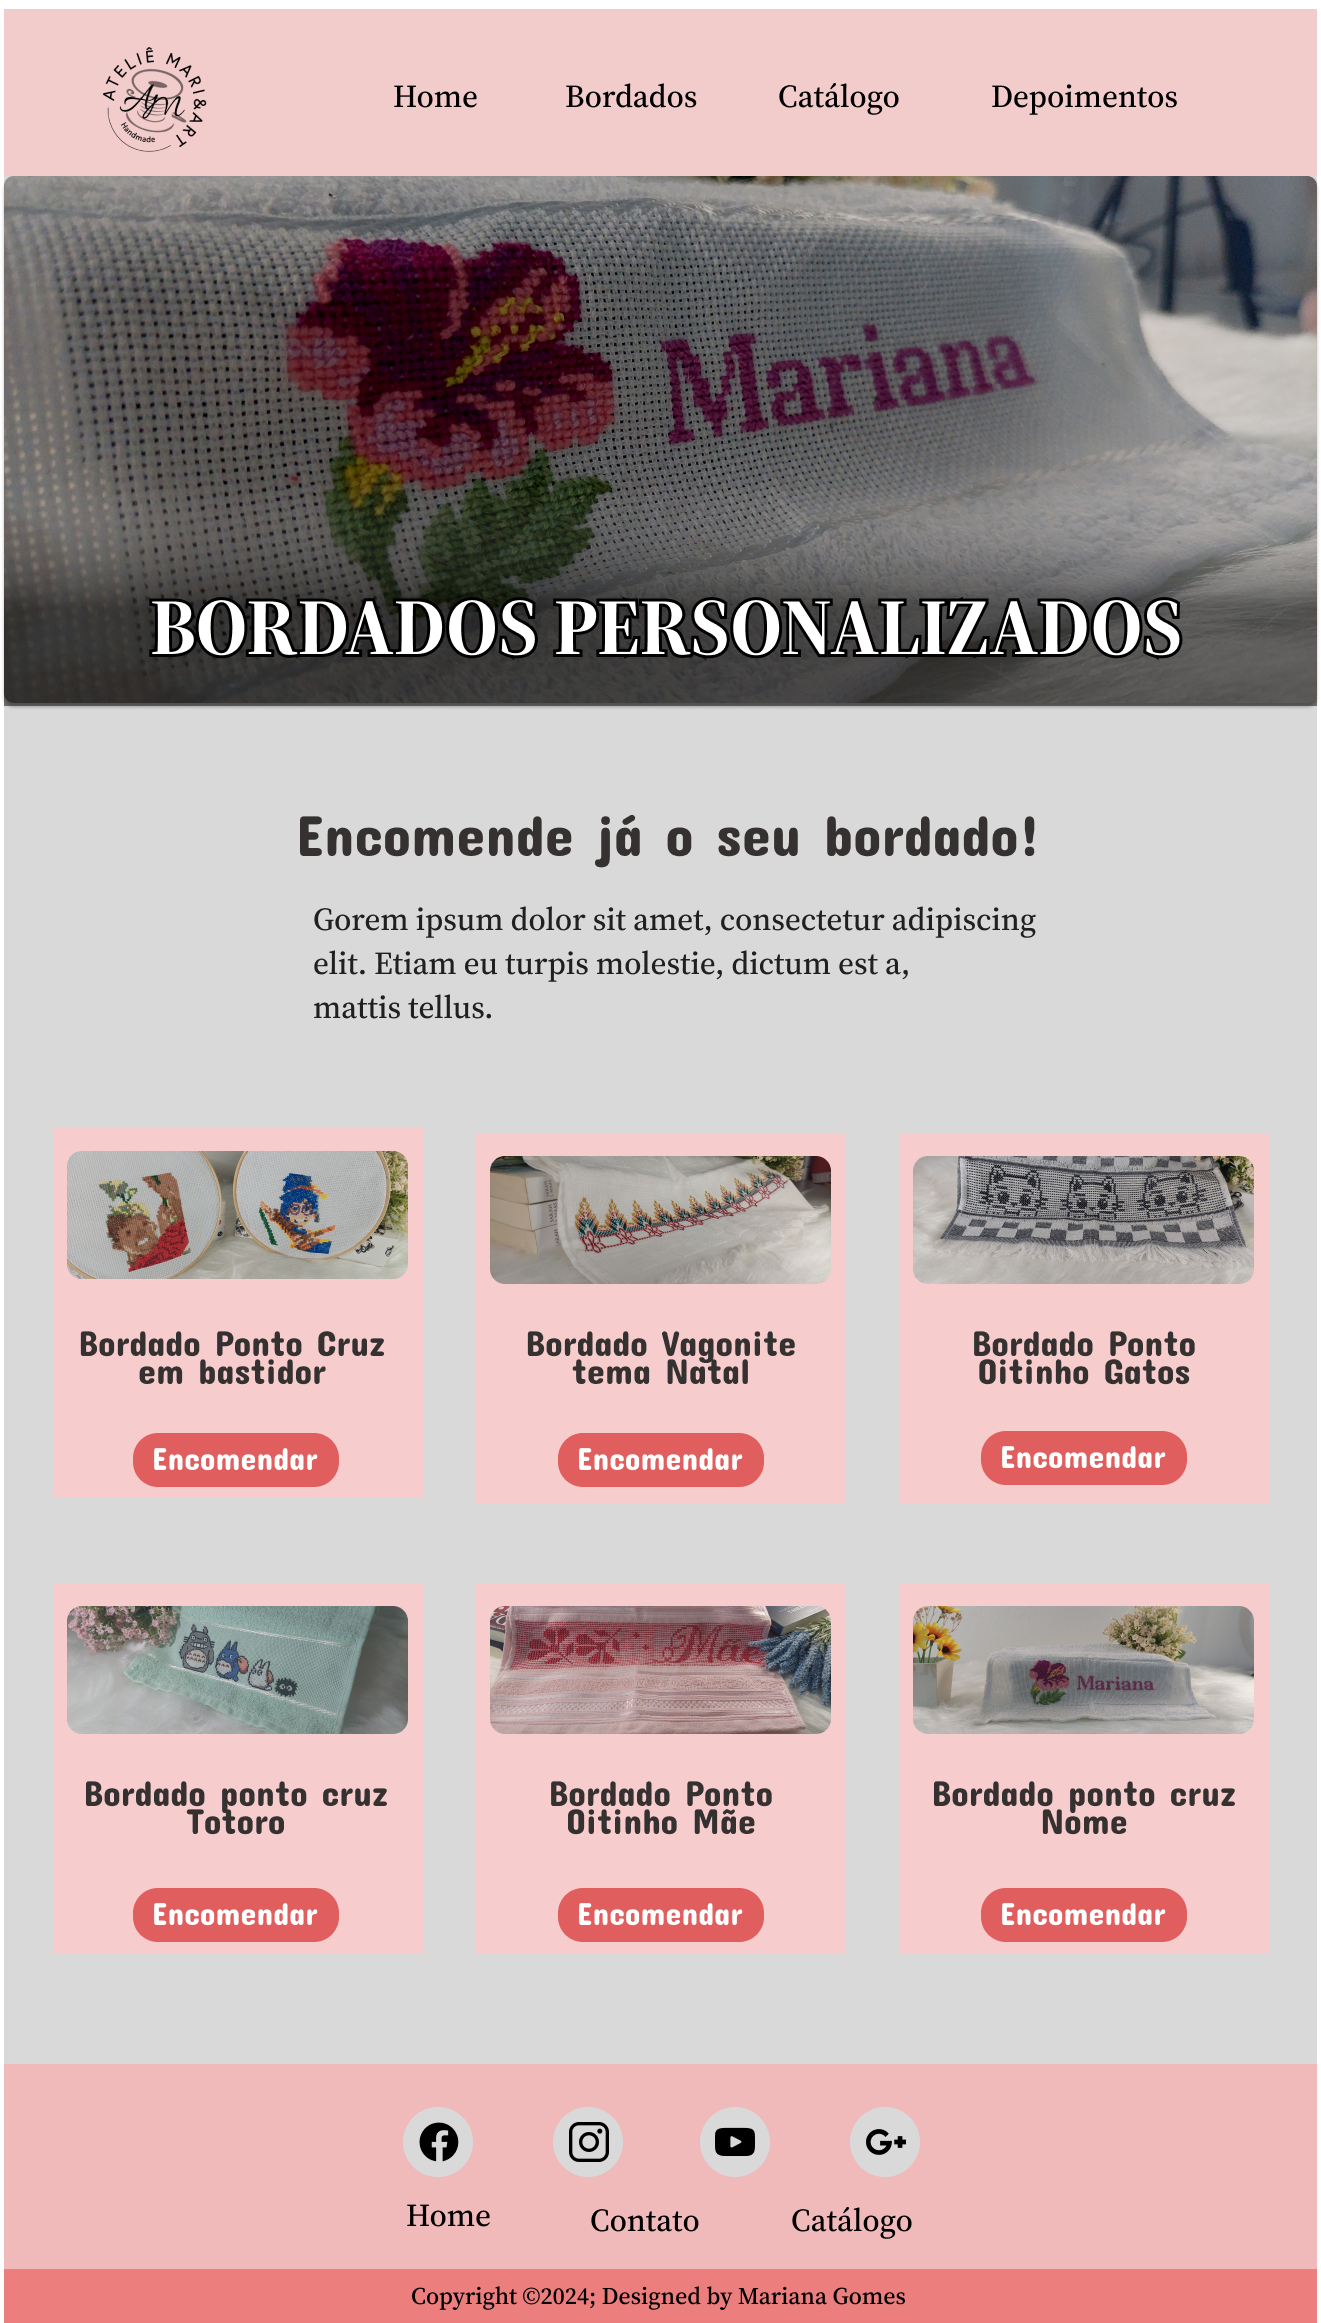 ATELIÊ MARI&ART
AM
Handmade
Home Bordados Catálogo Depoimentos
Mariana
BORDADOS PERSONALIZADOS
Encomende já o seu bordado!
Gorem ipsum dolor sit amet, consectetur adipiscing
elit. Etiam eu turpis molestie, dictum est a,
mattis tellus.
Bordado Ponto Cruz
em bastidor
Encomendar
Bordado Vagonite
tema Natal
Encomendar
Bordado Ponto
Oitinho Gatos
Encomendar
Bordado ponto cruz
Totoro
Encomendar
Mãe
Bordado Ponto
Oitinho Mãe
Encomendar
Mariana
Bordado ponto cruz
Nome
Encomendar
Home Contato Catálogo
Copyright ©2024; Designed by Mariana Gomes